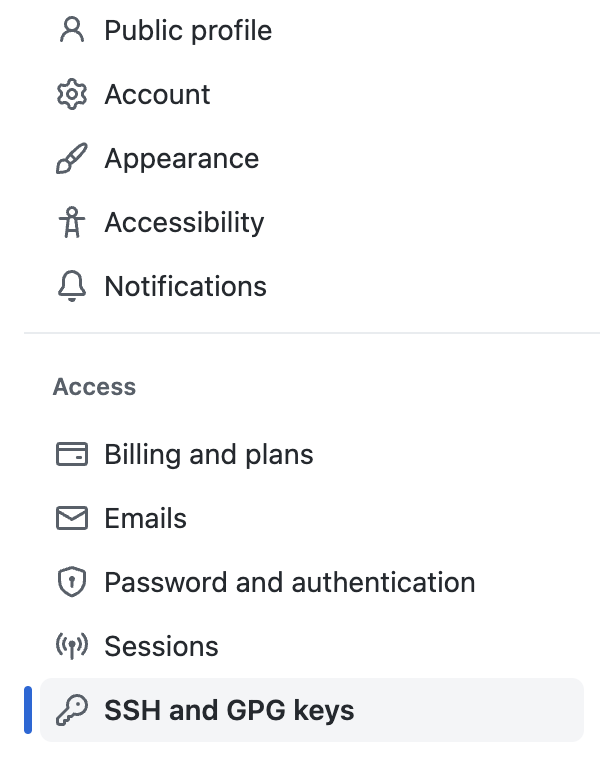 Public profile
Account
Appearance
Accessibility
Notifications
Access
Billing and plans
Emails
Password and authentication
Sessions
SSH and GPG keys